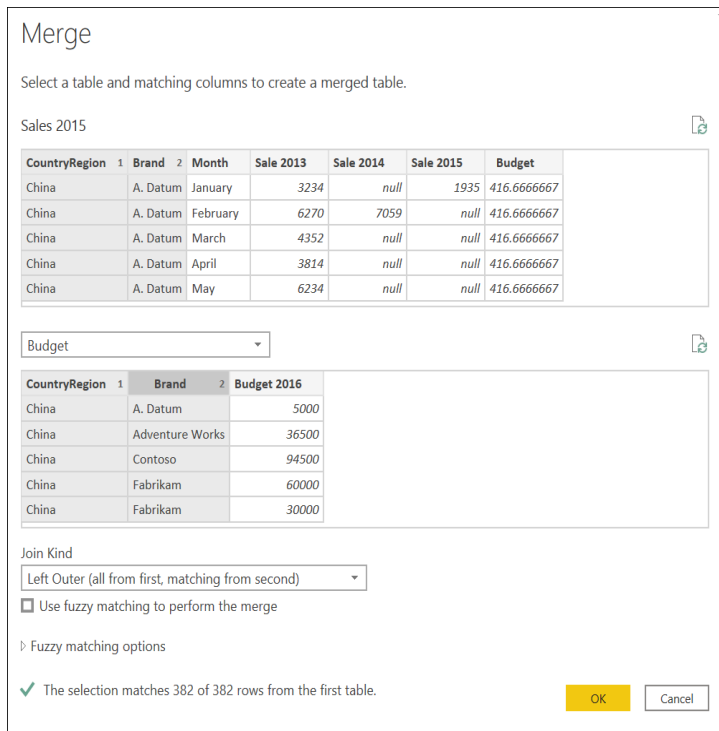 Merge
Select a table and matching columns to create a merged table.
Sales 2015
CountryRegion 1 Brand 2 Month Sale 2013 Sale 2014 Sale 2015 Budget
China A. Datum January 3234 null 1935 416.6666667
China A. Datum February 6270 7059 null 416.6666667
China A. Datum March 4352 null null 416.6666667
China A. Datum April 3814 null null 416.6666667
China A. Datum May 6234 null null 416.6666667
Budget
CountryRegion 1 Brand 2 Budget 2016
China A. Datum 5000
China Adventure Works 36500
China Contoso 94500
China Fabrikam 60000
China Fabrikam 30000
Join Kind
Left Outer (all from first, matching from second)
Use fuzzy matching to perform the merge
Fuzzy matching options
The selection matches 382 of 382 rows from the first table.
OK Cancel